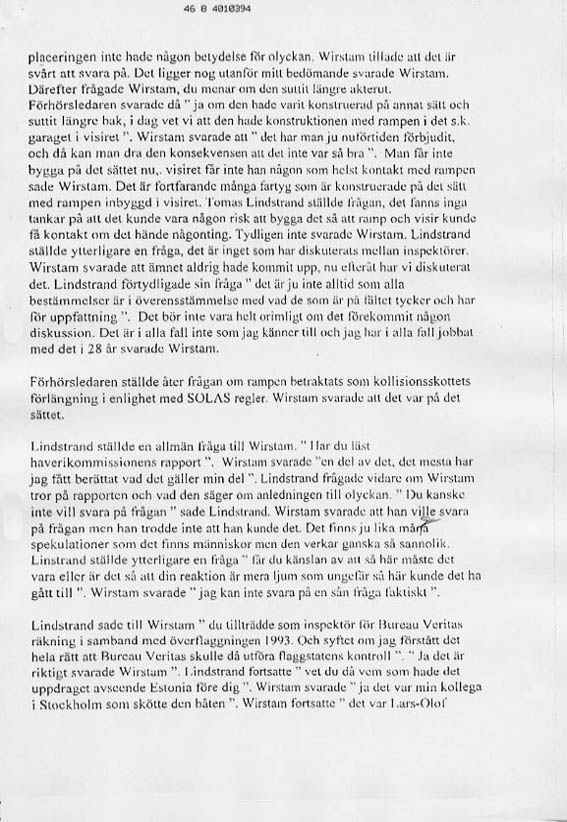 46 B 4010394
placeringen inte hade någon betydelse för olyckan. Wirstam tillade att det är
svårt att svara på. Det ligger nog utanför mitt bedömande svarade Wirstam.
Därefter frågade Wirstam, du menar om den suttit längre akterut.
Förhörsledaren svarade då ” ja om den hade varit konstruerad på annat sätt och
suttit längre bak, i dag vet vi att den hade konstruktionen med rampen i det s.k.
garaget i visiret ”. Wirstam svarade att ” det har man ju nuförtiden förbjudit,
och då kan man dra den konsekvensen att det inte var så bra ”. Man får inte
bygga på det sättet nu,. visiret får inte han någon som helst kontakt med rampen
sade Wirstam. Det är fortfarande många fartyg som är konstruerade på det sätt
med rampen inbyggd i visiret. Tomas Lindstrand ställde frågan, det fanns inga
tankar på att det kunde vara någon risk att bygga det så att ramp och visir kunde
få kontakt om det hände någonting. Tydligen inte svarade Wirstam. Lindstrand
ställde ytterligare en fråga, det är inget som har diskuterats mellan inspektörer.
Wirstam svarade att ämnet aldrig hade kommit upp, nu efteråt har vi diskuterat
det. Lindstrand förtydligade sin fråga ” det är ju inte alltid som alla
bestämmelser är i överensstämmelse med vad de som är på fältet tycker och har
för uppfattning ”. Det bör inte vara helt orimligt om det förekommit någon
diskussion. Det är i alla fall inte som jag känner till och jag har i alla fall jobbat
med det i 28 år svarade Wirstam.
Förhörsledaren ställde åter frågan om rampen betraktats som kollisionsskottets
förlängning i enlighet med SOLAS regler. Wirstam svarade att det var på det
sättet.
Lindstrand ställde en allmän fråga till Wirstam. ” Har du läst
haverikommissionens rapport ”. Wirstam svarade ”en del av det, det mesta har
jag fått berättat vad det gäller min del ”. Lindstrand frågade vidare om Wirstam
tror på rapporten och vad den säger om anledningen till olyckan. ” Du kanske
inte vill svara på frågan ” sade Lindstrand. Wirstam svarade att han ville svara
på frågan men han trodde inte att han kunde det. Det finns ju lika många
spekulationer som det finns människor men den verkar ganska så sannolik.
Linstrand ställde ytterligare en fråga ” får du känslan av att så här måste det
vara eller är det så att din reaktion är mera ljum som ungefär så här kunde det ha
gått till ”. Wirstam svarade ” jag kan inte svara på en sån fråga faktiskt ”.
Lindstrand sade till Wirstam ” du tillträdde som inspektör för Bureau Veritas
räkning i samband med överflaggningen 1993. Och syftet om jag förstått det
hela rätt att Bureau Veritas skulle då utföra flaggstatens kontroll ”. ” Ja det är
riktigt svarade Wirstam ”. Lindstrand fortsatte ” vet du då vem som hade det
uppdraget avseende Estonia före dig ”. Wirstam svarade ” ja det var min kollega
i Stockholm som skötte den båten ”. Wirstam fortsatte ” det var Lars-Olof